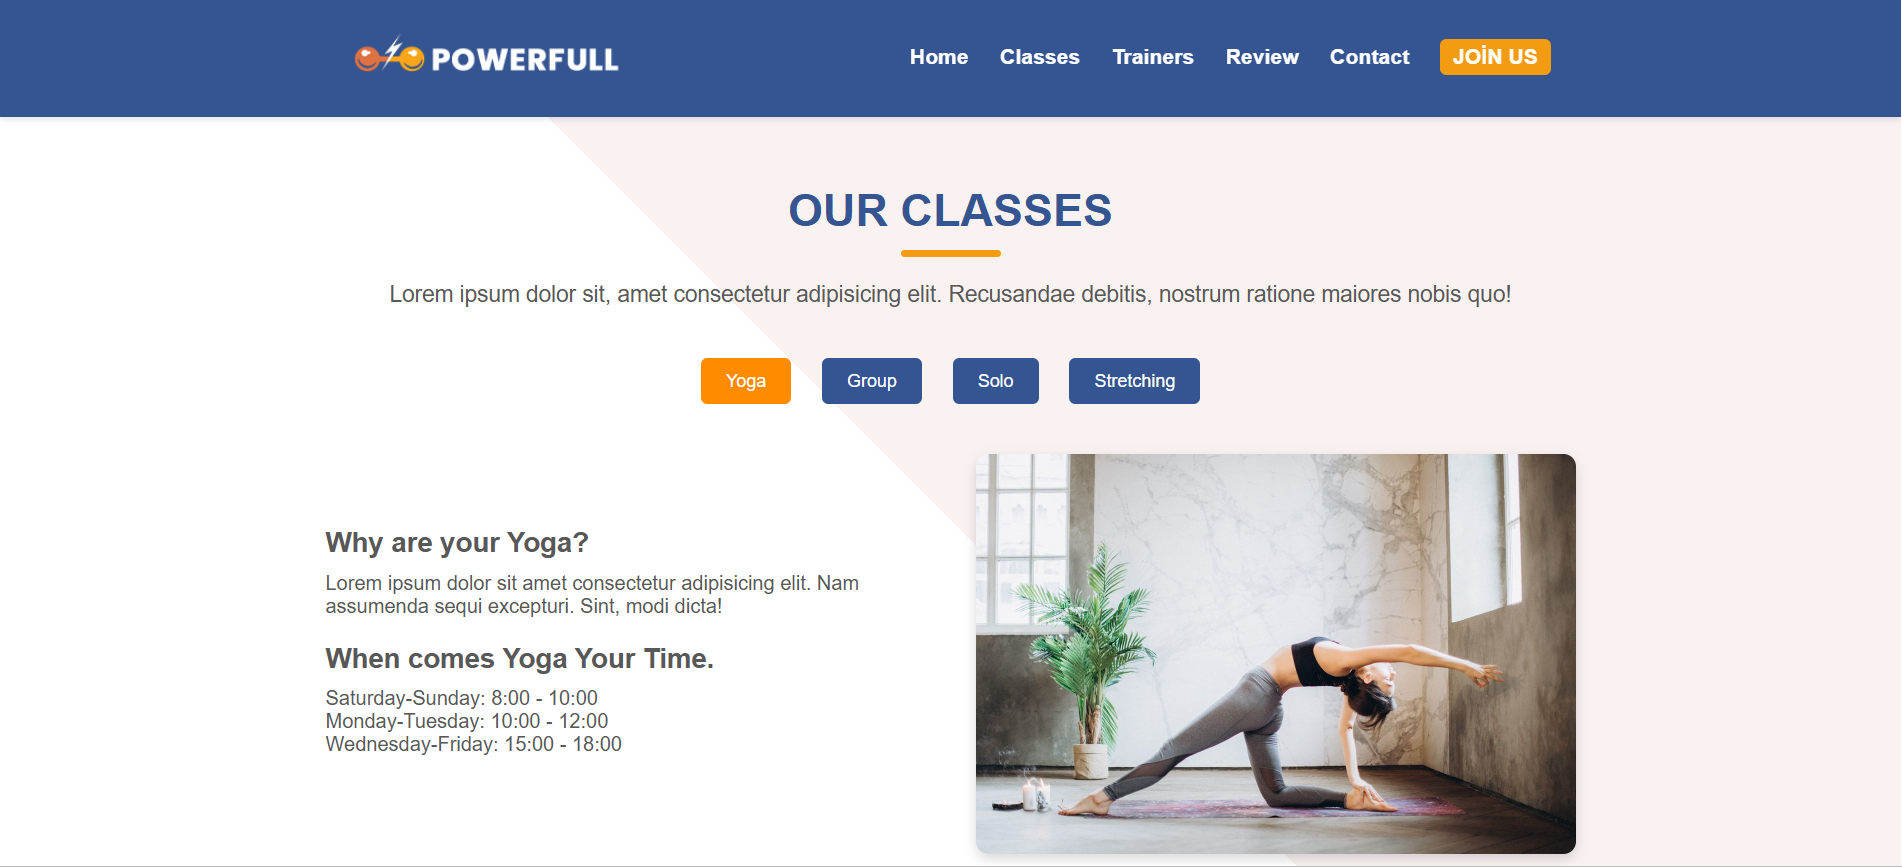 POWERFULL
Home Classes Trainers Review Contact JOİN US
OUR CLASSES
Lorem ipsum dolor sit, amet consectetur adipisicing elit. Recusandae debitis, nostrum ratione maiores nobis quo!
Yoga Group Solo Stretching
Why are your Yoga?
Lorem ipsum dolor sit amet consectetur adipisicing elit. Nam
assumenda sequi excepturi. Sint, modi dicta!
When comes Yoga Your Time.
Saturday-Sunday: 8:00 - 10:00
Monday-Tuesday: 10:00 - 12:00
Wednesday-Friday: 15:00 - 18:00